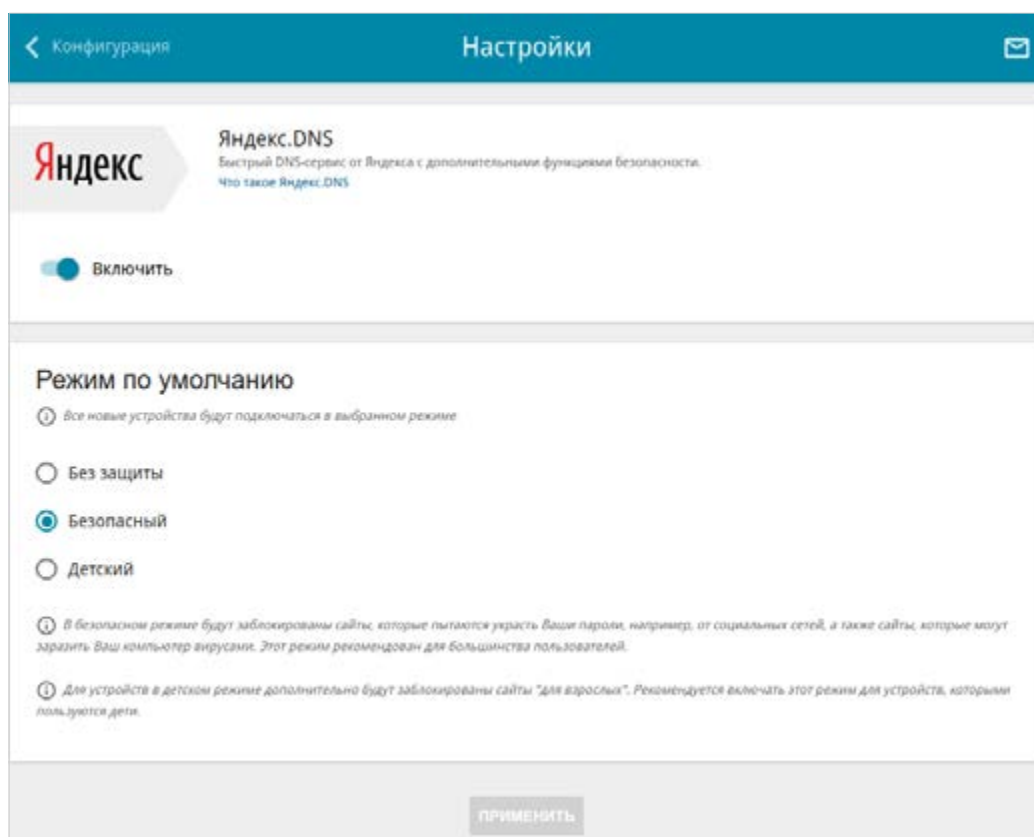 Конфигурация
Настройки
Яндекс
Яндекс.DNS
Быстрый DNS-сервис от Яндекса с дополнительными функциями безопасности.
Что такое Яндекс.DNS
Включить
Режим по умолчанию
Все новые устройства будут подключаться в выбранном режиме
Без защиты
Безопасный
Детский
В безопасном режиме будут заблокированы сайты, которые пытаются украсть Ваши пароли, например, от социальных сетей, а также сайты, которые могут
заразить Ваш компьютер вирусами. Этот режим рекомендован для большинства пользователей.
Для устройств в детском режиме дополнительно будут заблокированы сайты "для взрослых". Рекомендуется включать этот режим для устройств, которыми
пользуются дети.
ПРИМЕНИТЬ